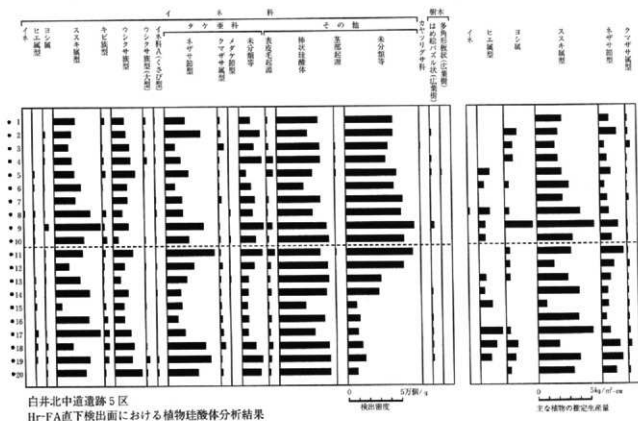 イネ科
樹木
タケ亜科
その他
イネ
ヒエ属型
ヨシ属
ススキ属型
キビ族型
ウシクサ族型
ウシクサ族型(大型)
イネ科A(くさび型)
ネザサ節型
クマザサ属型
メダケ節型
未分類等
表皮毛起源
棒状珪酸体
茎部起源
未分類等
カヤツリグサ科
はめ絵パズル状(広葉樹)
多角形板状(広葉樹)
イネ
ヒエ属型
ヨシ属
ススキ属型
ネザサ節型
クマザサ属型
1
2
3
4
5
6
7
8
9
10
11
12
13
14
15
16
17
18
19
20
白井北中道遺跡5区
Hr-FA直下検出面における植物珪酸体分析結果
0 5万個/g
検出密度
0 5kg/㎡・cm
主な植物の推定生産量